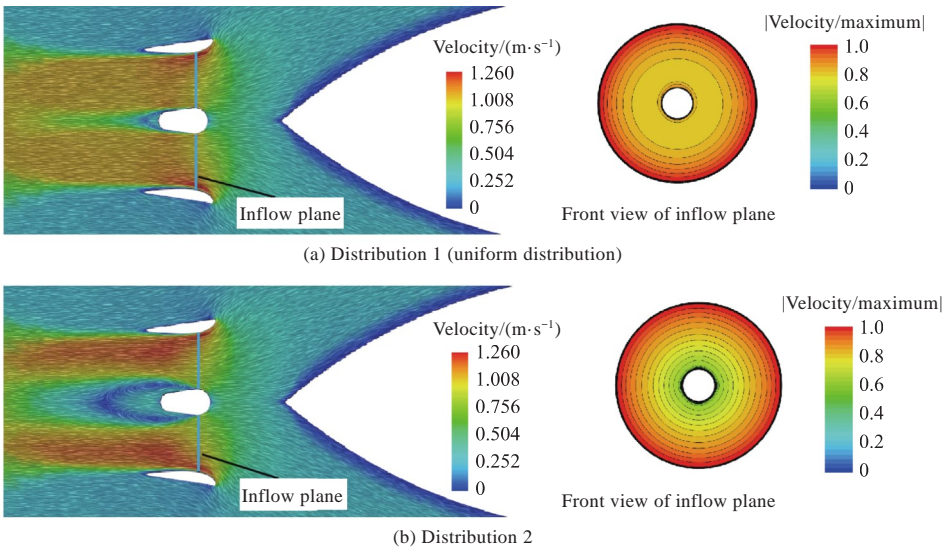 Velocity/(m·s⁻¹)
1.260
1.008
0.756
0.504
0.252
0
Inflow plane
|Velocity/maximum|
1.0
0.8
0.6
0.4
0.2
0
Front view of inflow plane
(a) Distribution 1 (uniform distribution)
Velocity/(m·s⁻¹)
1.260
1.008
0.756
0.504
0.252
0
Inflow plane
|Velocity/maximum|
1.0
0.8
0.6
0.4
0.2
0
Front view of inflow plane
(b) Distribution 2